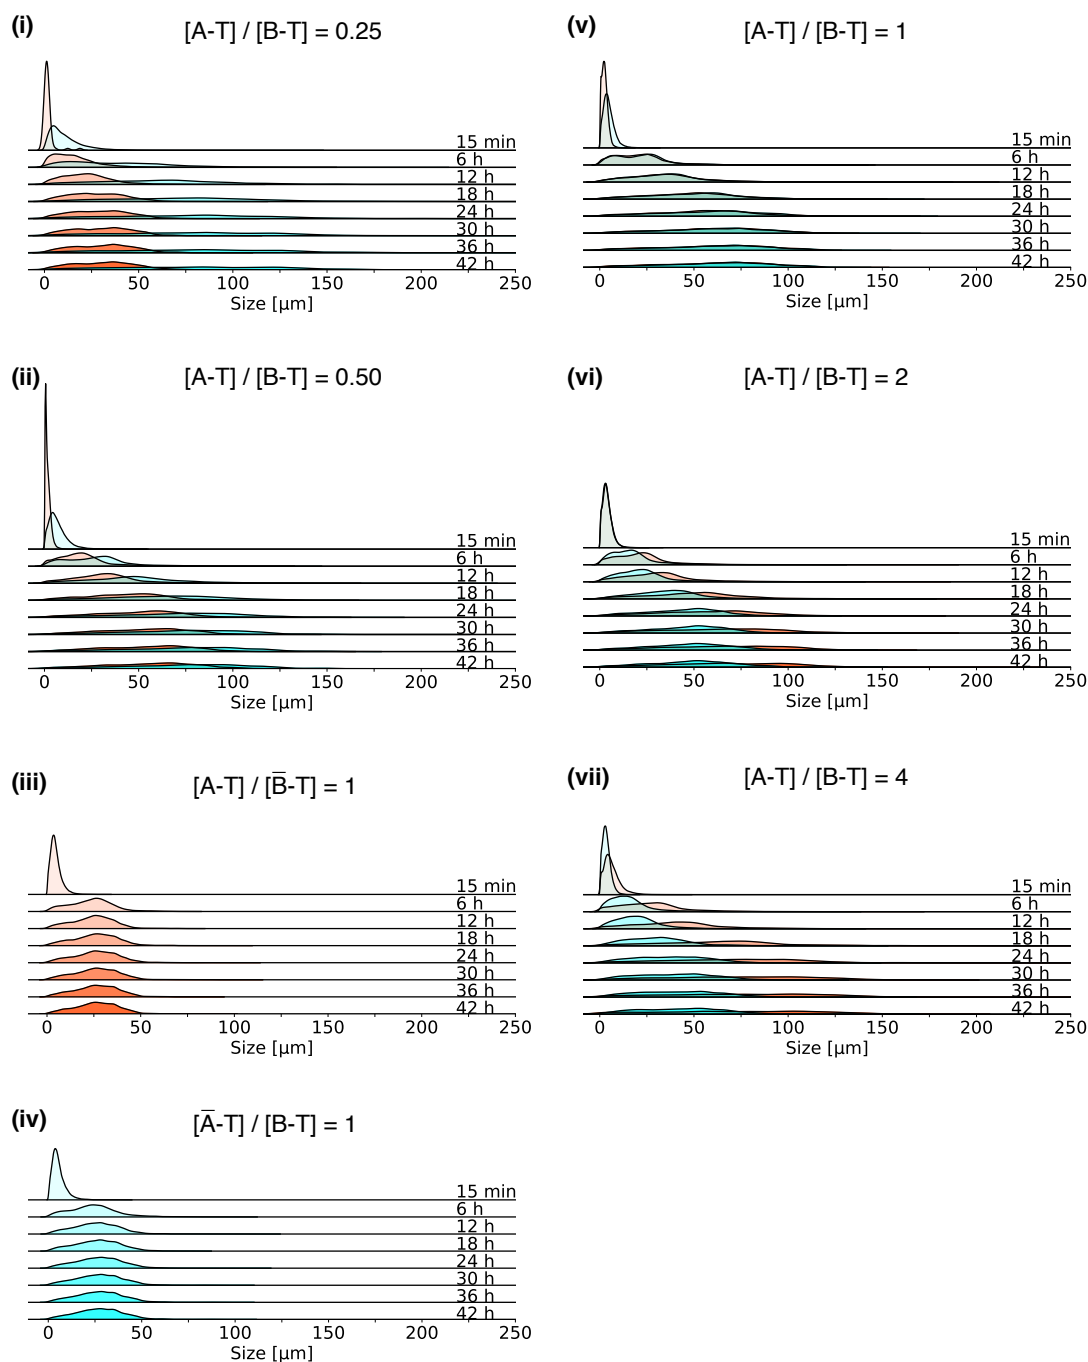 (i)
[A-T] / [B-T] = 0.25
15 min
6 h
12 h
18 h
24 h
30 h
36 h
42 h
0 50 100 150 200 250
Size [μm]
(ii)
[A-T] / [B-T] = 0.50
15 min
6 h
12 h
18 h
24 h
30 h
36 h
42 h
0 50 100 150 200 250
Size [μm]
(iii)
[A-T] / [B̅-T] = 1
15 min
6 h
12 h
18 h
24 h
30 h
36 h
42 h
0 50 100 150 200 250
Size [μm]
(iv)
[A̅-T] / [B-T] = 1
15 min
6 h
12 h
18 h
24 h
30 h
36 h
42 h
0 50 100 150 200 250
Size [μm]
(v)
[A-T] / [B-T] = 1
15 min
6 h
12 h
18 h
24 h
30 h
36 h
42 h
0 50 100 150 200 250
Size [μm]
(vi)
[A-T] / [B-T] = 2
15 min
6 h
12 h
18 h
24 h
30 h
36 h
42 h
0 50 100 150 200 250
Size [μm]
(vii)
[A-T] / [B-T] = 4
15 min
6 h
12 h
18 h
24 h
30 h
36 h
42 h
0 50 100 150 200 250
Size [μm]